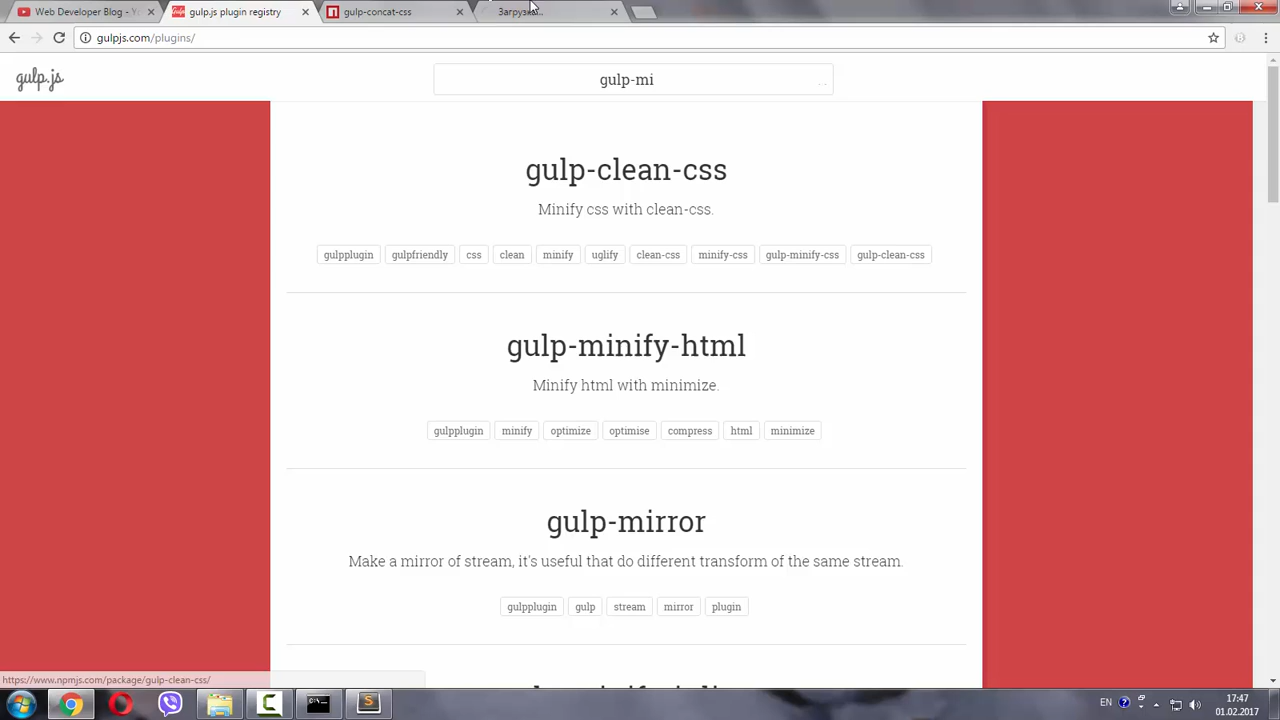 Web Developer Blog - Y
gulp.js plugin registry
gulp-concat-css
Загрузка...
gulpjs.com/plugins/
gulp.js
gulp-mi
gulp-clean-css
Minify css with clean-css.
gulpplugin gulpfriendly css clean minify uglify clean-css minify-css gulp-minify-css gulp-clean-css
gulp-minify-html
Minify html with minimize.
gulpplugin minify optimize optimise compress html minimize
gulp-mirror
Make a mirror of stream, it's useful that do different transform of the same stream.
gulpplugin gulp stream mirror plugin
https://www.npmjs.com/package/gulp-clean-css/
EN
17:47
01.02.2017